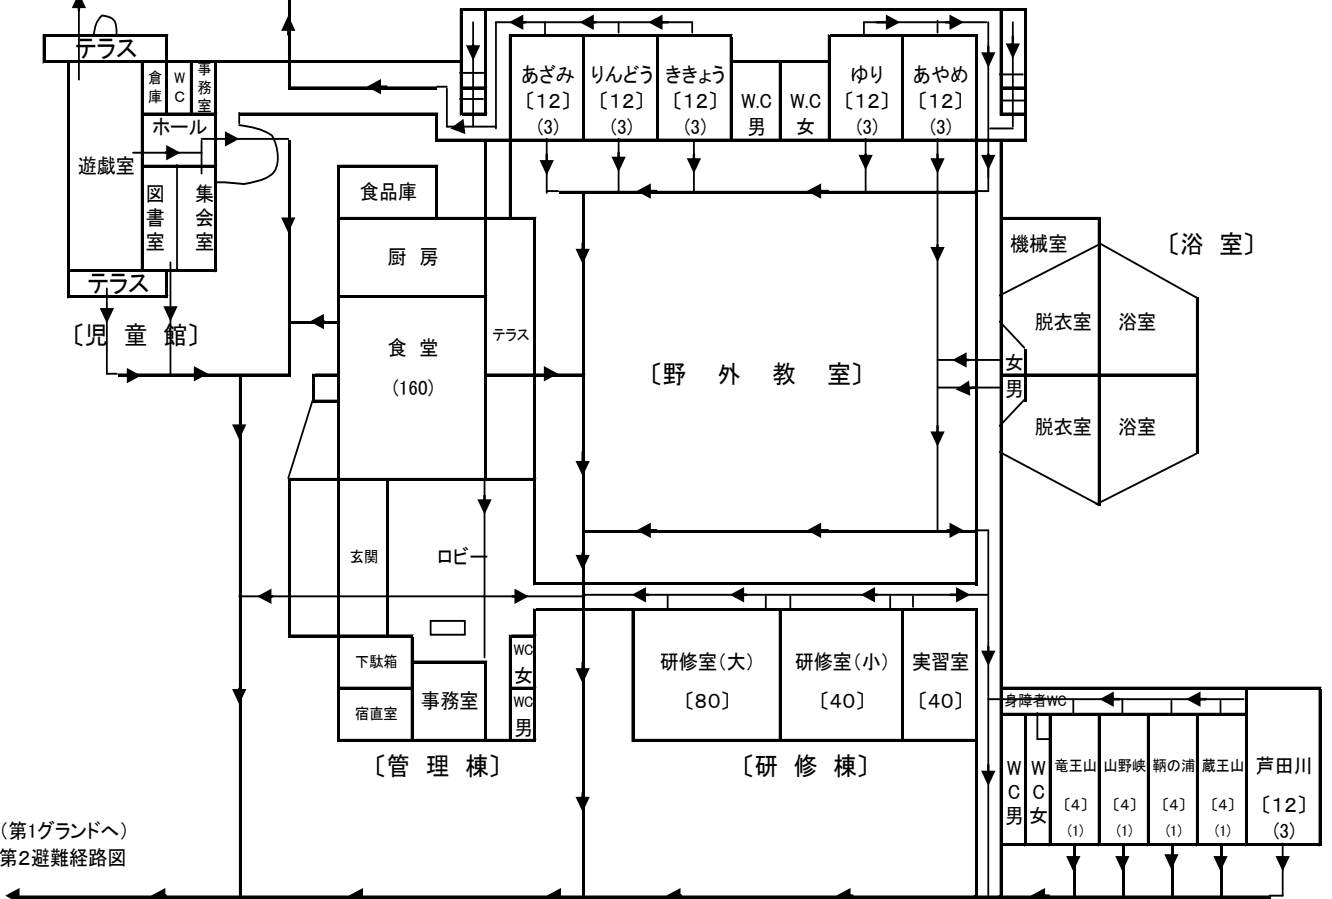 テラス
倉庫
WC
事務室
ホール
遊戯室
図書室
集会室
テラス
〔児 童 館〕
あざみ
〔12〕
(3)
りんどう
〔12〕
(3)
ききょう
〔12〕
(3)
W.C
男
W.C
女
ゆり
〔12〕
(3)
あやめ
〔12〕
(3)
食品庫
厨 房
食 堂
(160)
テラス
〔野 外 教 室〕
機械室
〔浴 室〕
脱衣室
浴室
女
男
脱衣室
浴室
玄関
ロビー
下駄箱
宿直室
事務室
WC
女
WC
男
〔管 理 棟〕
研修室(大)
〔80〕
研修室(小)
〔40〕
実習室
〔40〕
〔研 修 棟〕
身障者WC
WC男
WC女
竜王山
〔4〕
(1)
山野峡
〔4〕
(1)
鞆の浦
〔4〕
(1)
蔵王山
〔4〕
(1)
芦田川
〔12〕
(3)
(第1グランドへ)
第2避難経路図